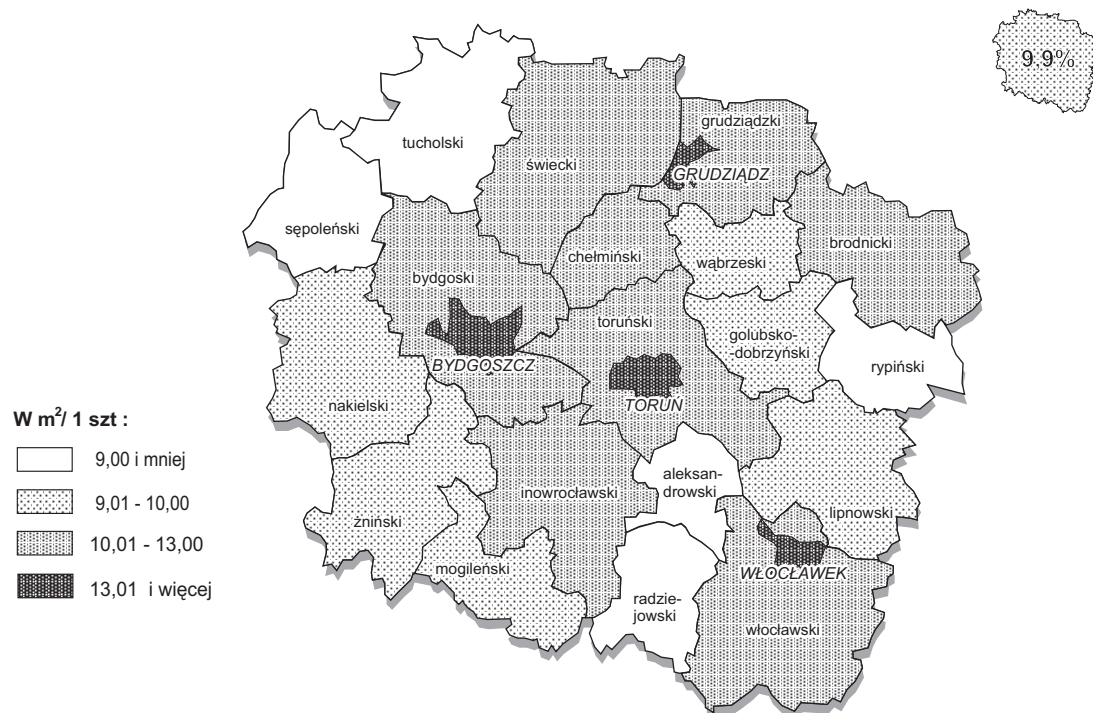 9.9%
grudziądzki
tucholski
świecki
GRUDZIĄDZ
sępoleński
brodnicki
chełmiński
wąbrzeski
bydgoski
toruński
golubsko-
-dobrzyński
BYDGOSZCZ
rypiński
TORUŃ
nakielski
W m²/ 1 szt :
9,00 i mniej
9,01 - 10,00
10,01 - 13,00
13,01 i więcej
aleksan-
drowski
inowrocławski
lipnowski
żniński
mogileński
WŁOCŁAWEK
radzie-
jowski
włocławski